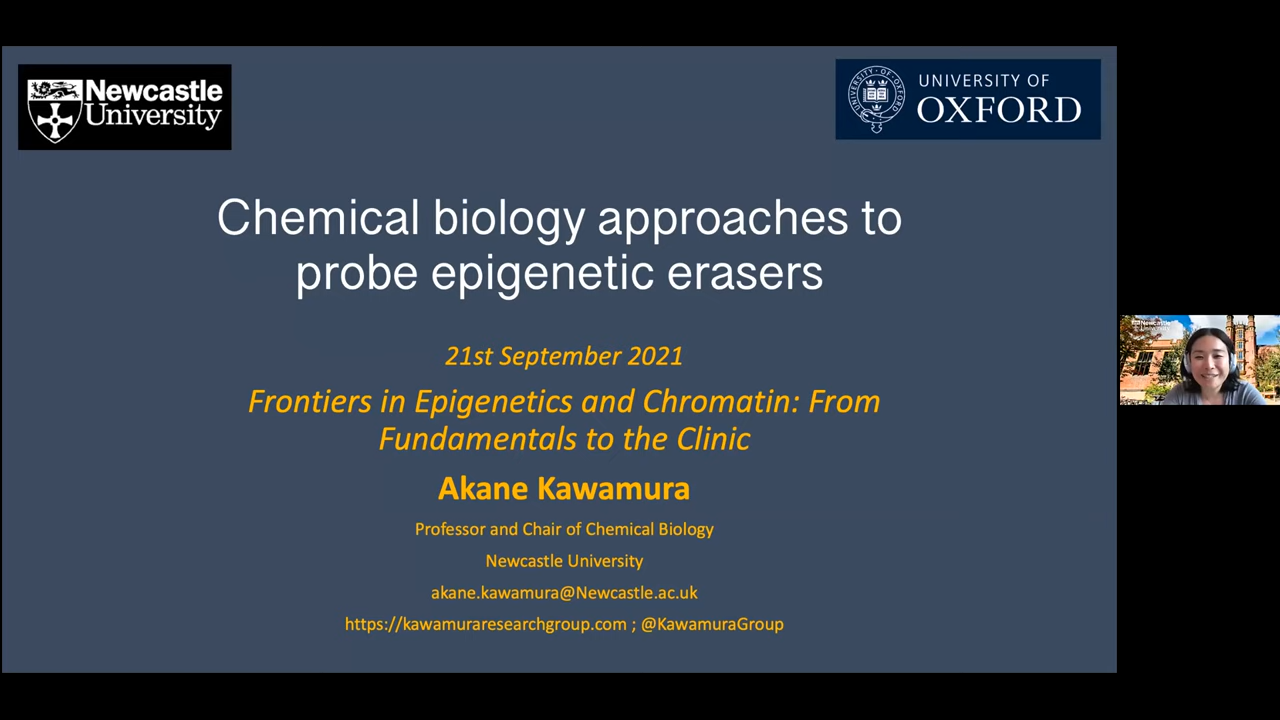 Newcastle
University
UNIVERSITY OF
OXFORD
Chemical biology approaches to
probe epigenetic erasers
21st September 2021
Frontiers in Epigenetics and Chromatin: From
Fundamentals to the Clinic
Akane Kawamura
Professor and Chair of Chemical Biology
Newcastle University
akane.kawamura@Newcastle.ac.uk
https://kawamuraresearchgroup.com ; @KawamuraGroup
Newcastle
University